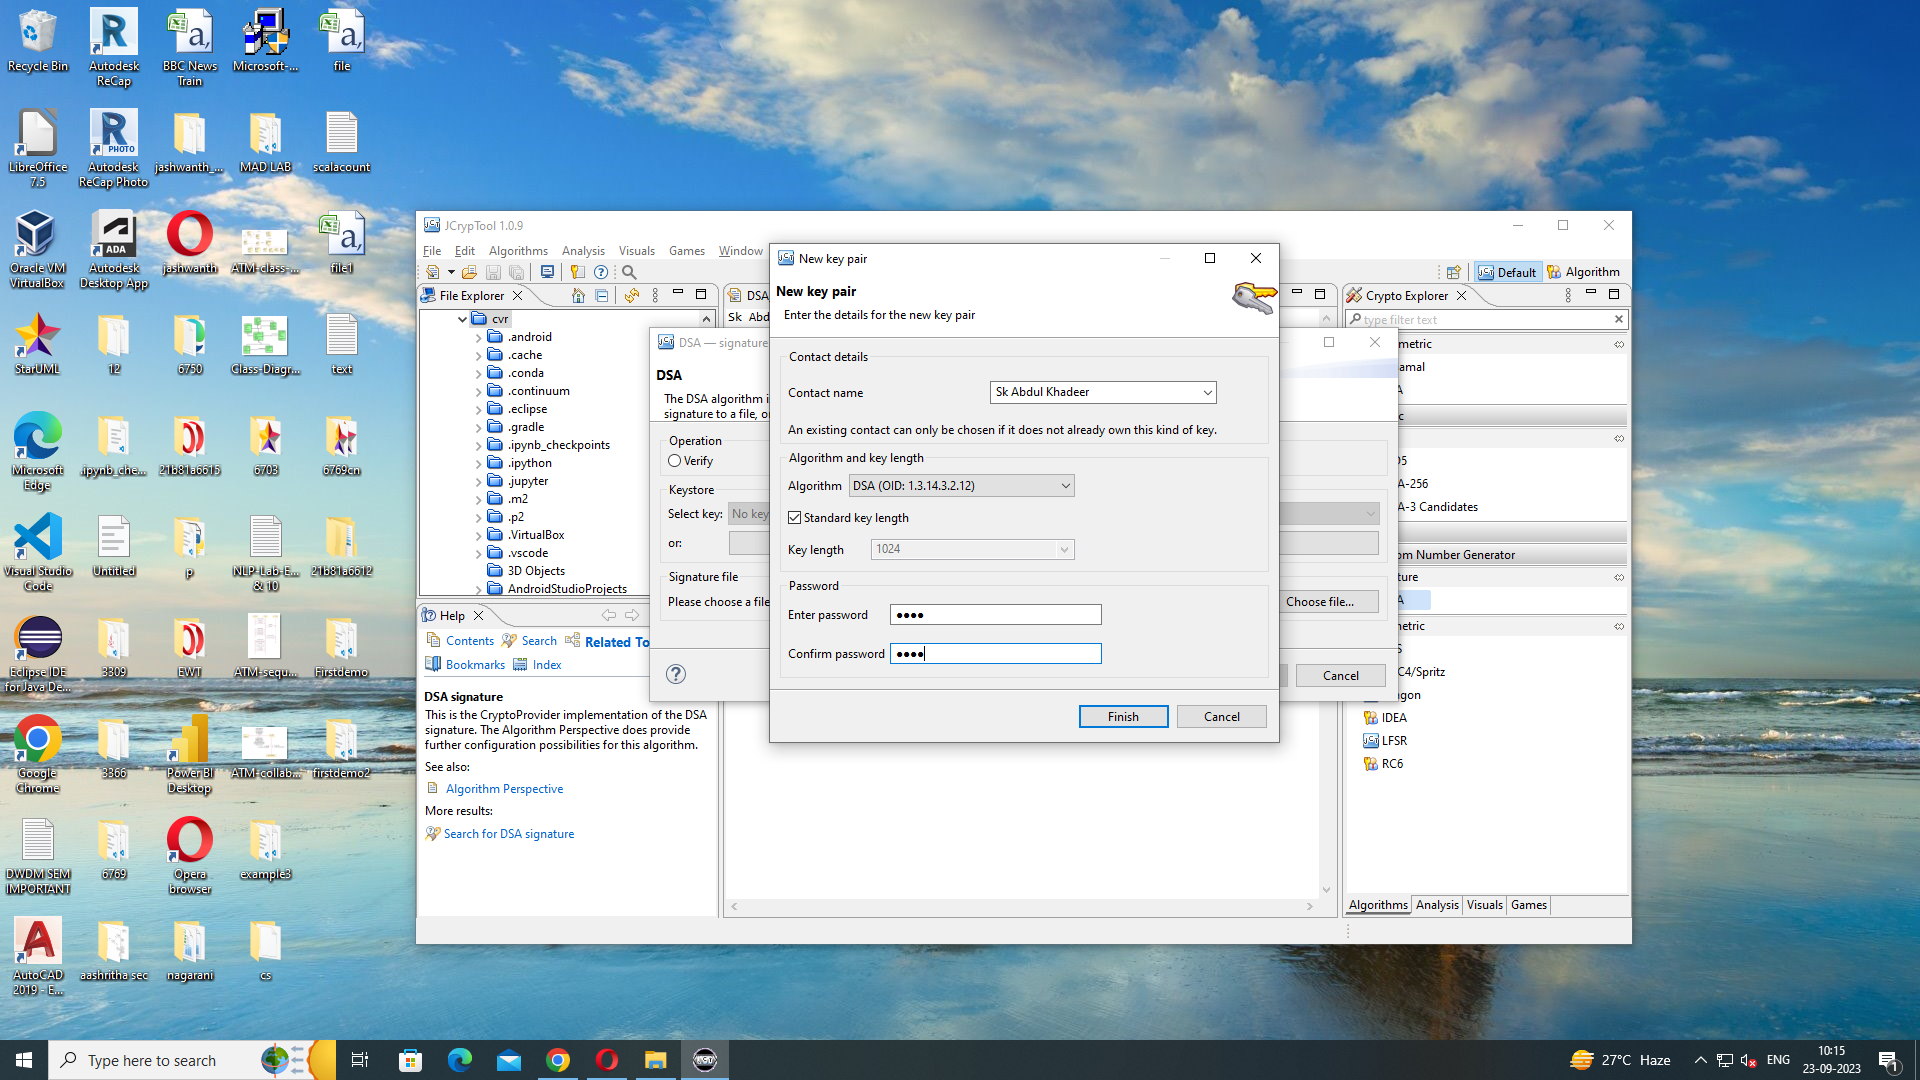 Recycle Bin
Autodesk
ReCap
BBC News
Train
Microsoft-...
file
LibreOffice
7.5
Autodesk
ReCap Photo
jashwanth_...
MAD LAB
scalacount
Oracle VM
VirtualBox
Autodesk
Desktop App
jashwanth
ATM-class-...
file1
StarUML
12
6750
Class-Diagr...
text
Microsoft
Edge
.ipynb_che...
21b81a6615
6703
6769cn
Visual Studio
Code
Untitled
p
NLP-Lab-E...
& 10
21b81a6612
Eclipse IDE
for Java De...
3309
EWT
ATM-sequ...
Firstdemo
Google
Chrome
3366
Power BI
Desktop
ATM-collab...
firstdemo2
DWDM SEM
IMPORTANT
6769
Opera
browser
example3
AutoCAD
2019 - E...
aashritha sec
nagarani
cs
JCrypTool 1.0.9
File Edit Algorithms Analysis Visuals Games Window
Default
Algorithm
File Explorer
cvr
.android
.cache
.conda
.continuum
.eclipse
.gradle
.ipynb_checkpoints
.ipython
.jupyter
.m2
.p2
.VirtualBox
.vscode
3D Objects
AndroidStudioProjects
Help
Contents Search Related To
Bookmarks Index
DSA signature
This is the CryptoProvider implementation of the DSA
signature. The Algorithm Perspective does provide
further configuration possibilities for this algorithm.
See also:
Algorithm Perspective
More results:
Search for DSA signature
DSA
Sk Abd
DSA — signature
DSA
The DSA algorithm i
signature to a file, o
Operation
Verify
Keystore
Select key: No key
or:
Signature file
Please choose a file
Choose file...
Cancel
New key pair
New key pair
Enter the details for the new key pair
Contact details
Contact name Sk Abdul Khadeer
An existing contact can only be chosen if it does not already own this kind of key.
Algorithm and key length
Algorithm DSA (OID: 1.3.14.3.2.12)
Standard key length
Key length 1024
Password
Enter password ●●●●
Confirm password ●●●●
Finish Cancel
Crypto Explorer
type filter text
metric
amal
A
c
05
A-256
A-3 Candidates
om Number Generator
ture
A
metric
S
C4/Spritz
agon
IDEA
LFSR
RC6
Algorithms Analysis Visuals Games
Type here to search
27°C Haze
ENG
10:15
23-09-2023
1